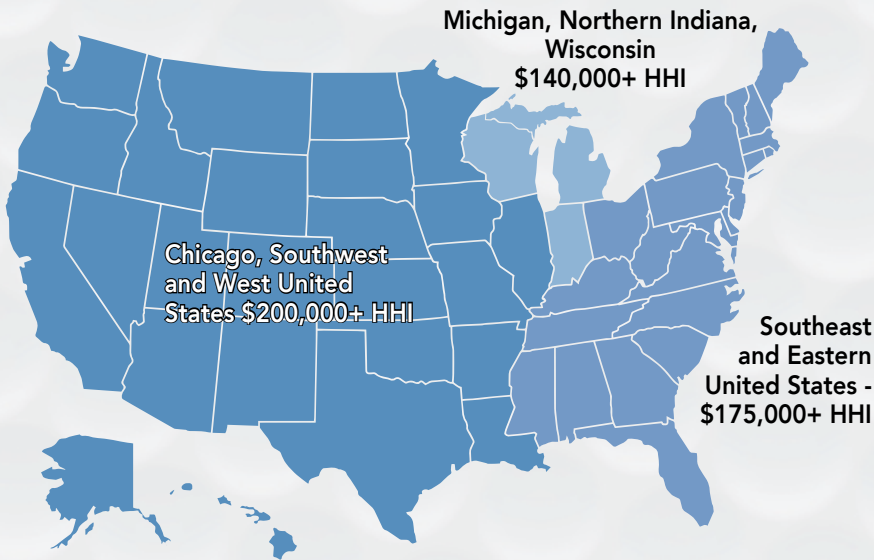 Michigan, Northern Indiana,
Wisconsin
$140,000+ HHI
Chicago, Southwest
and West United
States $200,000+ HHI
Southeast
and Eastern
United States -
$175,000+ HHI